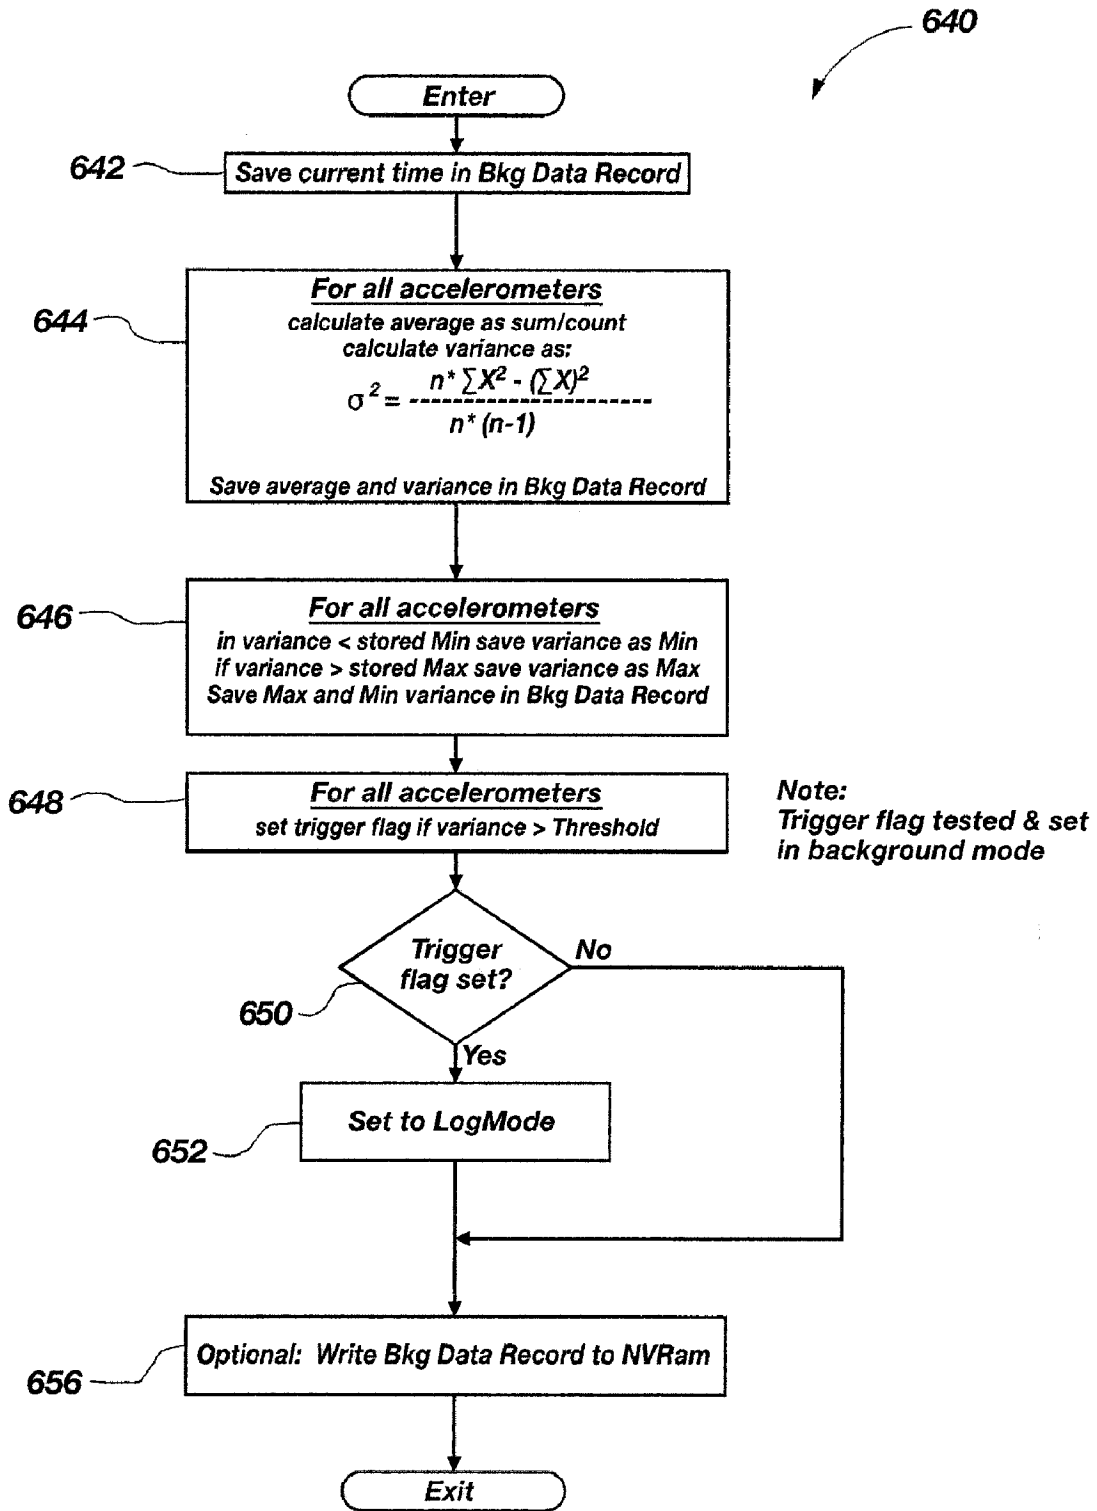 640
Enter
642
Save current time in Bkg Data Record
644
For all accelerometers
calculate average as sum/count
calculate variance as:
σ² = n* ∑X² - (∑X)² / n* (n-1)
Save average and variance in Bkg Data Record
646
For all accelerometers
in variance < stored Min save variance as Min
if variance > stored Max save variance as Max
Save Max and Min variance in Bkg Data Record
648
For all accelerometers
set trigger flag if variance > Threshold
Note:
Trigger flag tested & set
in background mode
Trigger
flag set?
No
650
Yes
Set to LogMode
652
Optional: Write Bkg Data Record to NVRam
656
Exit